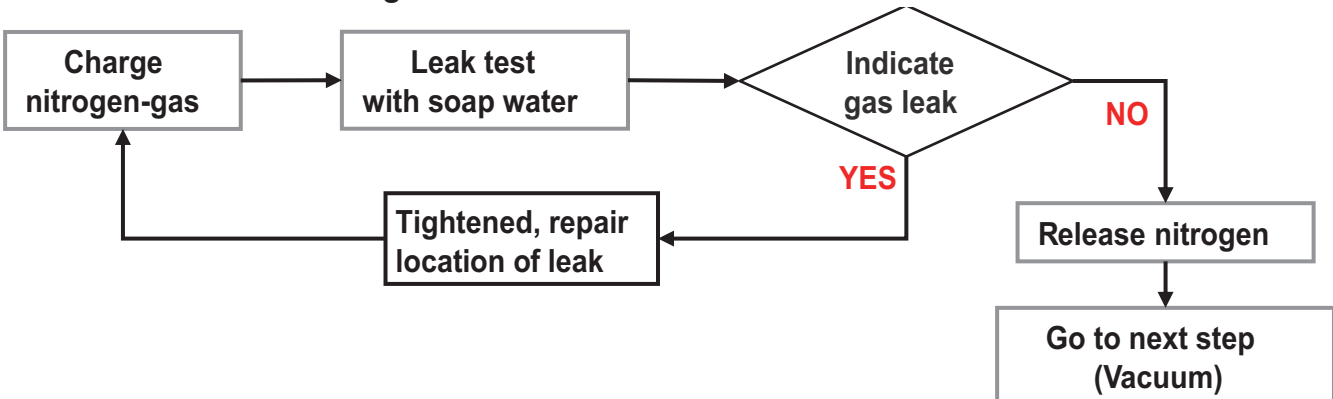 Charge
nitrogen-gas
Leak test
with soap water
Indicate
gas leak
NO
YES
Tightened, repair
location of leak
Release nitrogen
Go to next step
(Vacuum)